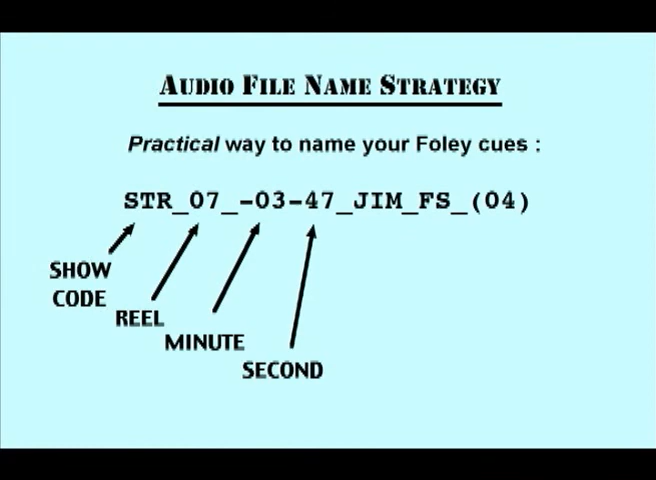 AUDIO FILE NAME STRATEGY
Practical way to name your Foley cues :
STR_07_-03-47_JIM_FS_(04)
SHOW
CODE
REEL
MINUTE
SECOND